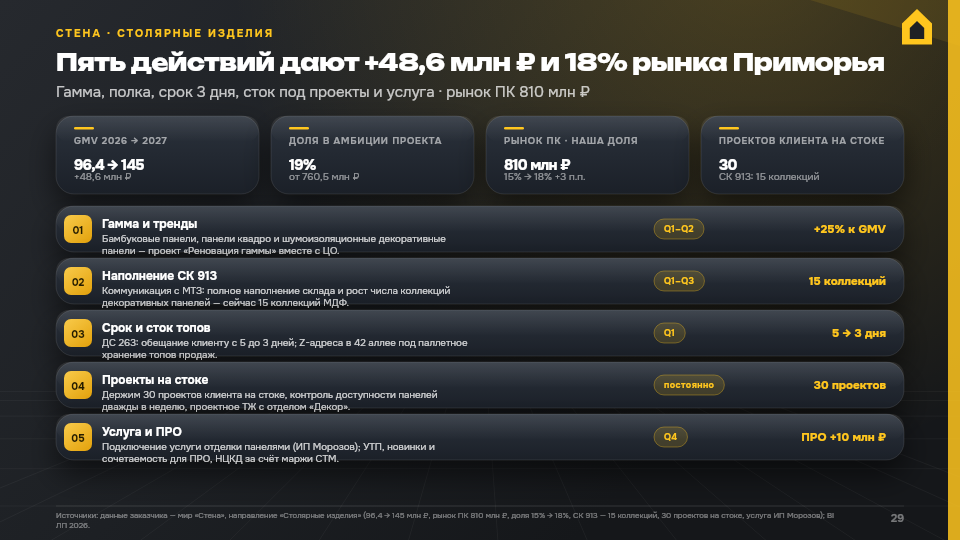 СТЕНА · СТОЛЯРНЫЕ ИЗДЕЛИЯ
Пять действий дают +48,6 млн ₽ и 18% рынка Приморья
Гамма, полка, срок 3 дня, сток под проекты и услуга · рынок ПК 810 млн ₽
GMV 2026 → 2027
96,4 → 145
+48,6 млн ₽
ДОЛЯ В АМБИЦИИ ПРОЕКТА
19%
от 760,5 млн ₽
РЫНОК ПК · НАША ДОЛЯ
810 млн ₽
15% → 18% +3 п.п.
ПРОЕКТОВ КЛИЕНТА НА СТОКЕ
30
СК 913: 15 коллекций
01
Гамма и тренды
Бамбуковые панели, панели квадро и шумоизоляционные декоративные
панели — проект «Реновация гаммы» вместе с ЦО.
Q1–Q2
+25% к GMV
02
Наполнение СК 913
Коммуникация с МТЗ: полное наполнение склада и рост числа коллекций
декоративных панелей — сейчас 15 коллекций МДФ.
Q1–Q3
15 коллекций
03
Срок и сток топов
ДС 263: обещание клиенту с 5 до 3 дней; Z-адреса в 42 аллее под паллетное
хранение топов продаж.
Q1
5 → 3 дня
04
Проекты на стоке
Держим 30 проектов клиента на стоке, контроль доступности панелей
дважды в неделю, проектное ТЖ с отделом «Декор».
постоянно
30 проектов
05
Услуга и ПРО
Подключение услуги отделки панелями (ИП Морозов); УТП, новинки и
сочетаемость для ПРО, НЦКД за счёт маржи СТМ.
Q4
ПРО +10 млн ₽
Источники: данные заказчика — мир «Стена», направление «Столярные изделия» (96,4 → 145 млн ₽, рынок ПК 810 млн ₽, доля 15% → 18%, СК 913 — 15 коллекций, 30 проектов на стоке, услуга ИП Морозов); BI
ЛП 2026.
29